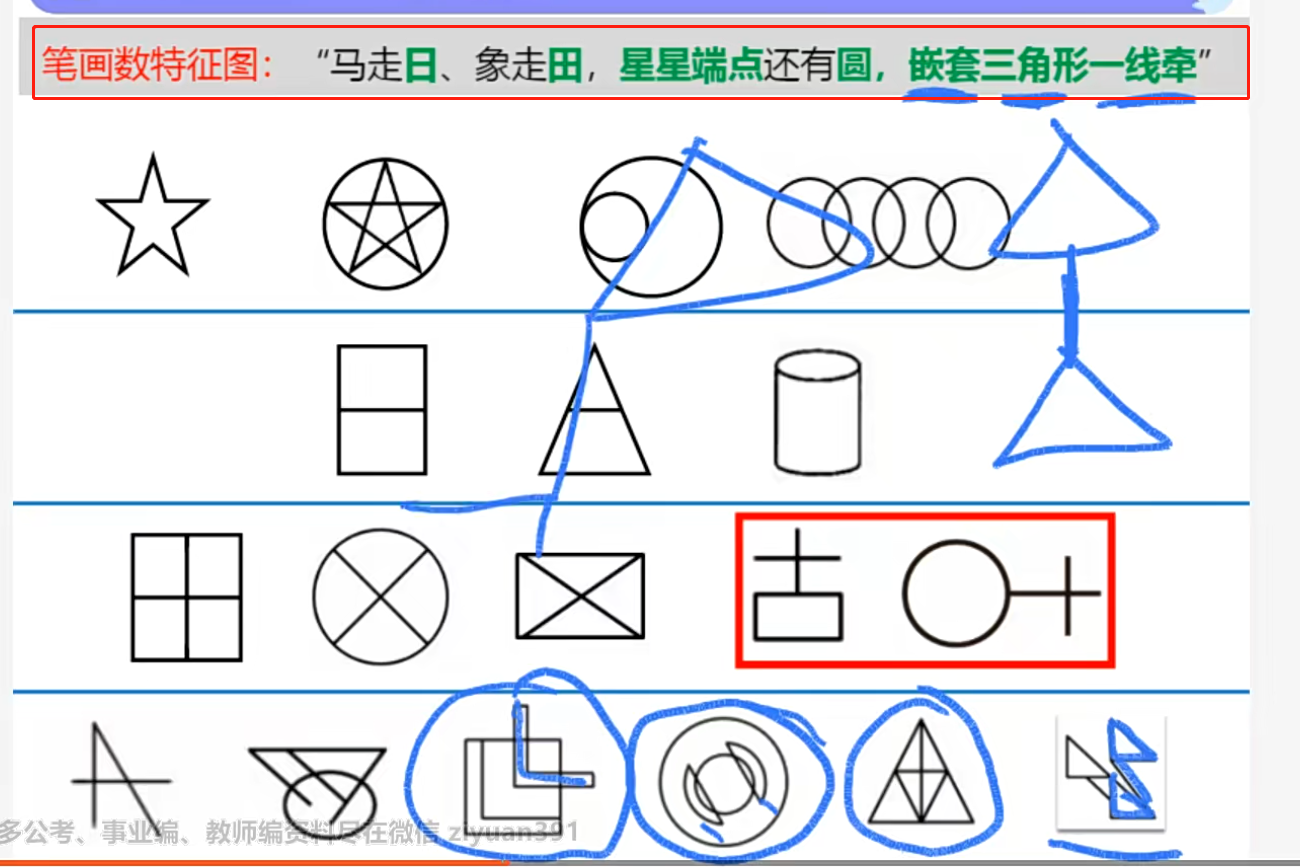 笔画数特征图：“马走日、象走田，星星端点还有圆，嵌套三角形一线牵”
多公考、事业编、教师编资料尽在微信 ziyuan391